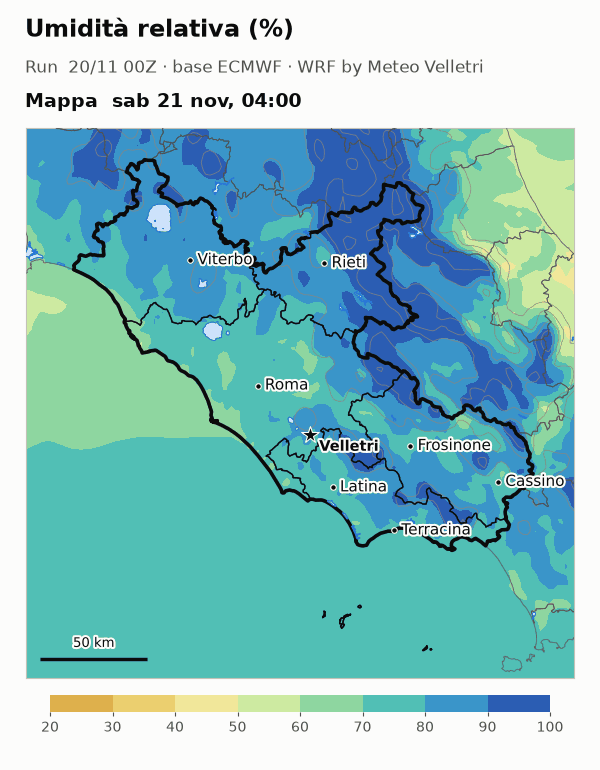 Umidità relativa (%)
Run  20/11 00Z · base ECMWF · WRF by Meteo Velletri
Mappa  sab 21 nov, 04:00
Viterbo
Rieti
Roma
Velletri
Frosinone
Latina
Cassino
Terracina
50 km
20 30 40 50 60 70 80 90 100